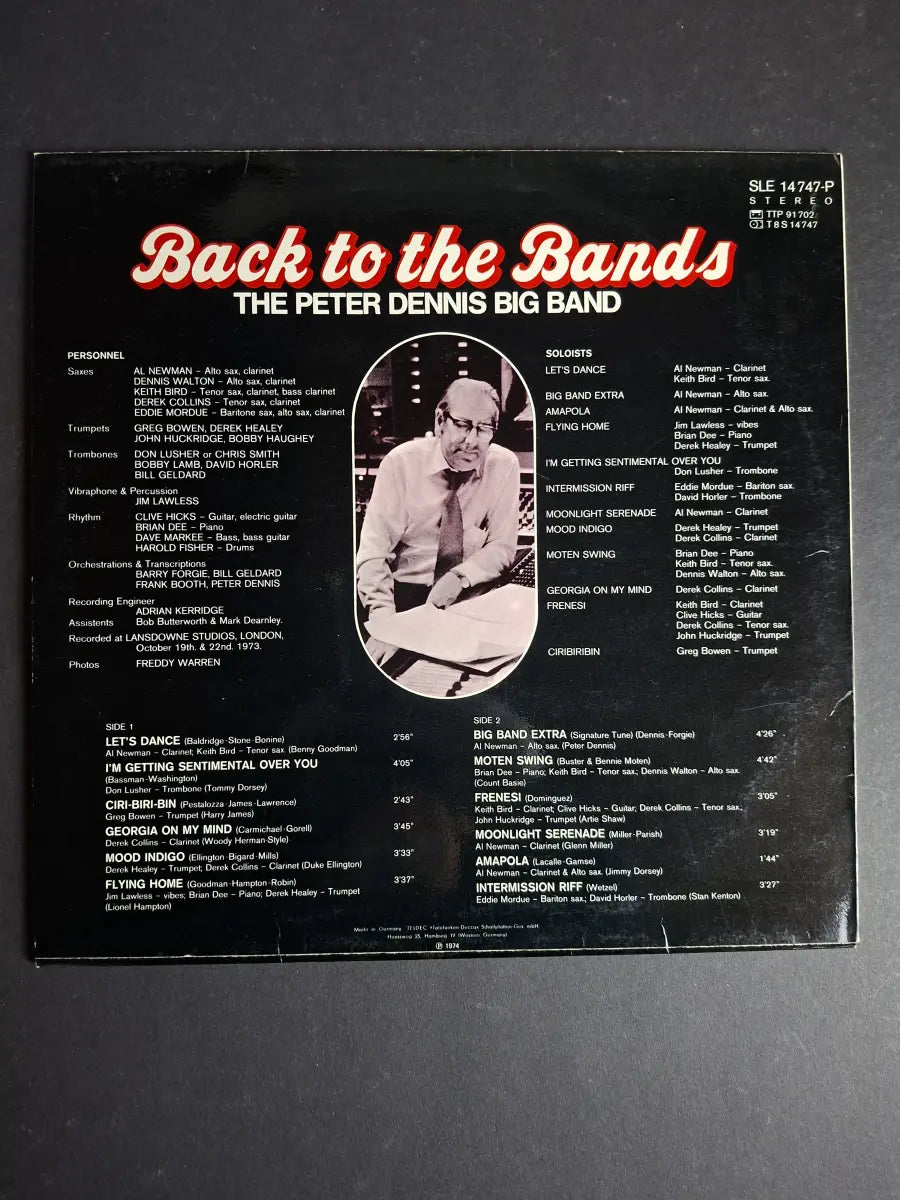 SLE 14 747-P
STEREO
TTP 91 702
T 8 S 14 747
Back to the Bands
THE PETER DENNIS BIG BAND
PERSONNEL
Saxes AL NEWMAN – Alto sax, clarinet
DENNIS WALTON – Alto sax, clarinet
KEITH BIRD – Tenor sax, clarinet, bass clarinet
DEREK COLLINS – Tenor sax, clarinet
EDDIE MORDUE – Baritone sax, alto sax, clarinet
Trumpets GREG BOWEN, DEREK HEALEY
JOHN HUCKRIDGE, BOBBY HAUGHEY
Trombones DON LUSHER or CHRIS SMITH
BOBBY LAMB, DAVID HORLER
BILL GELDARD
Vibraphone & Percussion
JIM LAWLESS
Rhythm CLIVE HICKS – Guitar, electric guitar
BRIAN DEE – Piano
DAVE MARKEE – Bass, bass guitar
HAROLD FISHER – Drums
Orchestrations & Transcriptions
BARRY FORGIE, BILL GELDARD
FRANK BOOTH, PETER DENNIS
Recording Engineer
ADRIAN KERRIDGE
Assistents Bob Butterworth & Mark Dearnley.
Recorded at LANSDOWNE STUDIOS, LONDON,
October 19th. & 22nd. 1973.
Photos FREDDY WARREN
SOLOISTS
LET'S DANCE Al Newman – Clarinet
Keith Bird – Tenor sax.
BIG BAND EXTRA Al Newman – Alto sax.
AMAPOLA Al Newman – Clarinet & Alto sax.
FLYING HOME Jim Lawless – vibes
Brian Dee – Piano
Derek Healey – Trumpet
I'M GETTING SENTIMENTAL OVER YOU
Don Lusher – Trombone
INTERMISSION RIFF Eddie Mordue – Bariton sax.
David Horler – Trombone
MOONLIGHT SERENADE Al Newman – Clarinet
MOOD INDIGO Derek Healey – Trumpet
Derek Collins – Clarinet
MOTEN SWING Brian Dee – Piano
Keith Bird – Tenor sax.
Dennis Walton – Alto sax.
GEORGIA ON MY MIND Derek Collins – Clarinet
FRENESI Keith Bird – Clarinet
Clive Hicks – Guitar
Derek Collins – Tenor sax.
John Huckridge – Trumpet
CIRIBIRIBIN Greg Bowen – Trumpet
SIDE 1
LET'S DANCE (Baldridge-Stone-Bonine) 2'56"
Al Newman – Clarinet; Keith Bird – Tenor sax. (Benny Goodman)
I'M GETTING SENTIMENTAL OVER YOU 4'05"
(Bassman-Washington)
Don Lusher – Trombone (Tommy Dorsey)
CIRI-BIRI-BIN (Pestalozza-James-Lawrence) 2'43"
Greg Bowen – Trumpet (Harry James)
GEORGIA ON MY MIND (Carmichael-Gorell) 3'45"
Derek Collins – Clarinet (Woody Herman-Style)
MOOD INDIGO (Ellington-Bigard-Mills) 3'33"
Derek Healey – Trumpet; Derek Collins – Clarinet (Duke Ellington)
FLYING HOME (Goodman-Hampton-Robin) 3'37"
Jim Lawless – vibes; Brian Dee – Piano; Derek Healey – Trumpet
(Lionel Hampton)
SIDE 2
BIG BAND EXTRA (Signature Tune) (Dennis-Forgie) 4'26"
Al Newman – Alto sax. (Peter Dennis)
MOTEN SWING (Buster & Bennie Moten) 4'42"
Brian Dee – Piano; Keith Bird – Tenor sax.; Dennis Walton – Alto sax.
(Count Basie)
FRENESI (Dominguez) 3'05"
Keith Bird – Clarinet; Clive Hicks – Guitar; Derek Collins – Tenor sax.;
John Huckridge – Trumpet (Artie Shaw)
MOONLIGHT SERENADE (Miller-Parish) 3'19"
Al Newman – Clarinet (Glenn Miller)
AMAPOLA (Lacalle-Gamse) 1'44"
Al Newman – Clarinet & Alto sax. (Jimmy Dorsey)
INTERMISSION RIFF (Wetzel) 3'27"
Eddie Mordue – Bariton sax.; David Horler – Trombone (Stan Kenton)
Made in Germany TELDEC »Telefunken-Decca« Schallplatten-Ges. mbH.
Heussweg 25, Hamburg 19 (Western Germany)
℗ 1974